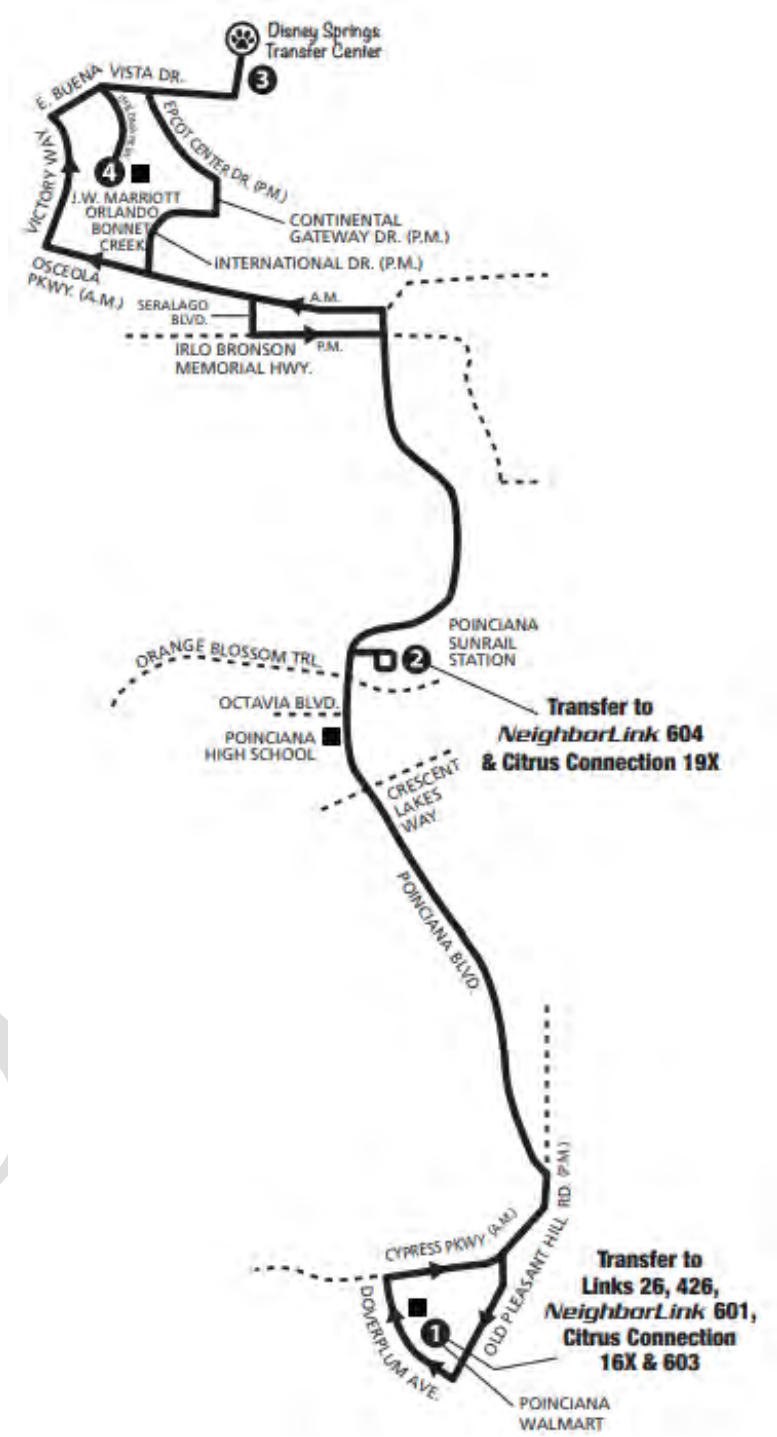 Disney Springs
Transfer Center
3
E. BUENA VISTA DR.
EPCOT CENTER DR. (P.M.)
VICTORY WAY
4
J.W. MARRIOTT
ORLANDO
BONNET
CREEK
CONTINENTAL
GATEWAY DR. (P.M.)
INTERNATIONAL DR. (P.M.)
OSCEOLA
PKWY. (A.M.)
SERALAGO
BLVD.
A.M.
P.M.
IRLO BRONSON
MEMORIAL HWY.
POINCIANA
SUNRAIL
STATION
ORANGE BLOSSOM TRL.
2
OCTAVIA BLVD.
POINCIANA
HIGH SCHOOL
Transfer to
NeighborLink 604
& Citrus Connection 19X
CRESCENT
LAKES
WAY
POINCIANA BLVD.
CYPRESS PKWY (A.M.)
OLD PLEASANT HILL RD. (P.M.)
DOVERPLUM AVE.
1
Transfer to
Links 26, 426,
NeighborLink 601,
Citrus Connection
16X & 603
POINCIANA
WALMART